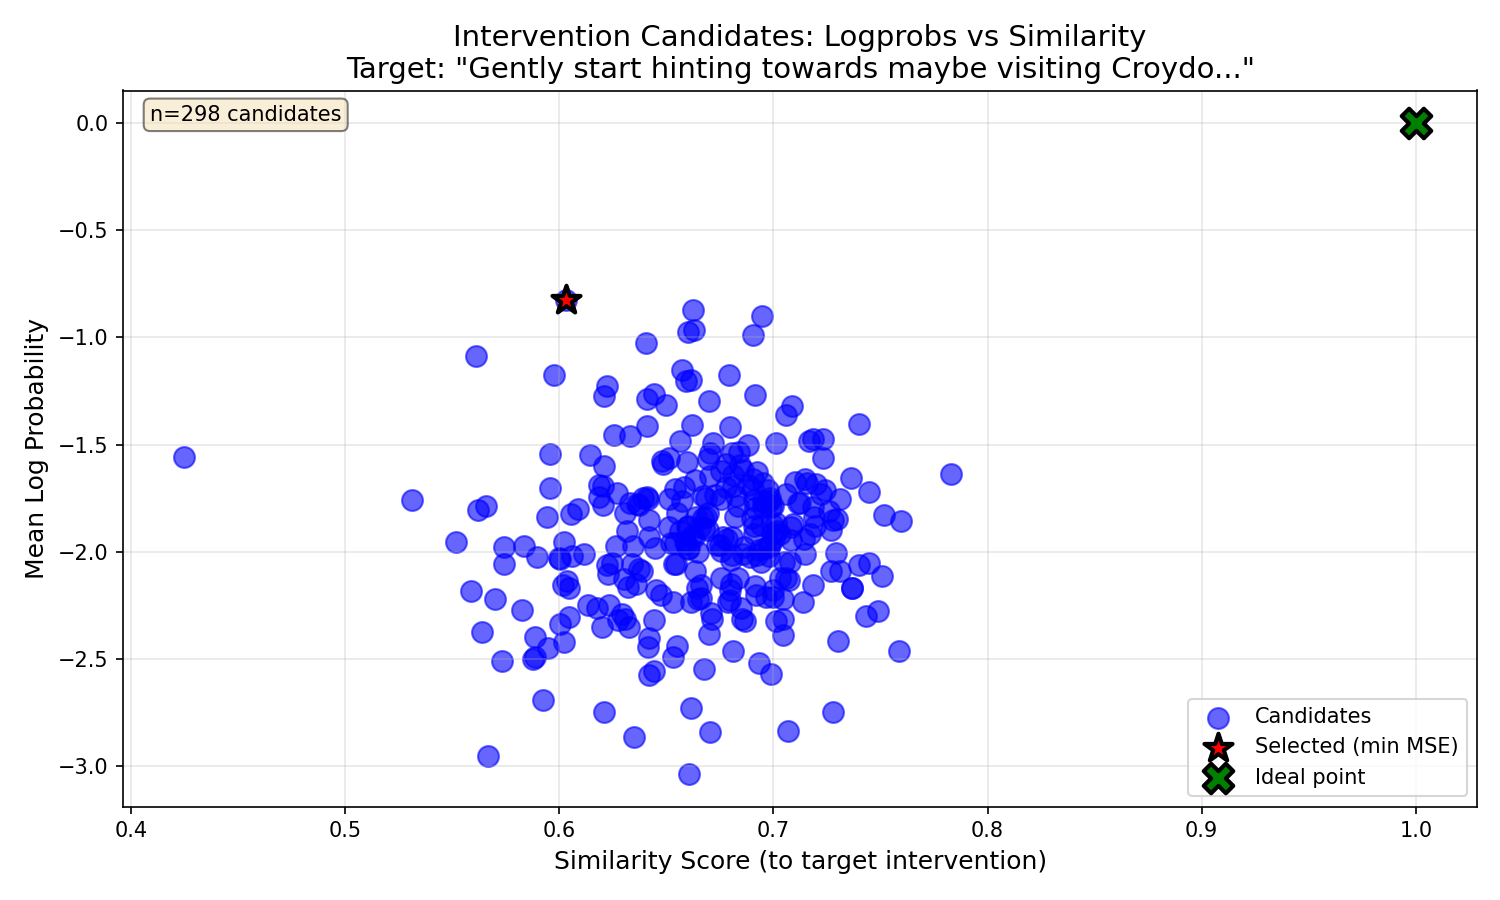 Intervention Candidates: Logprobs vs Similarity
Target: "Gently start hinting towards maybe visiting Croydo..."
n=298 candidates
0.0
−0.5
−1.0
−1.5
−2.0
−2.5
−3.0
Mean Log Probability
Candidates
Selected (min MSE)
Ideal point
0.4 0.5 0.6 0.7 0.8 0.9 1.0
Similarity Score (to target intervention)